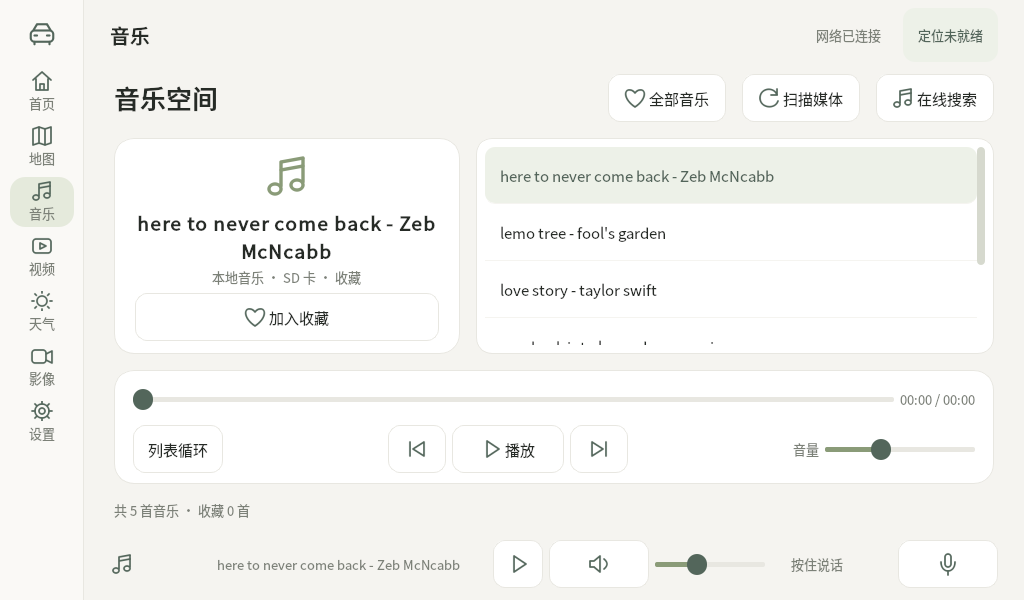 音乐
网络已连接
定位未就绪
首页
地图
音乐
视频
天气
影像
设置
音乐空间
全部音乐
扫描媒体
在线搜索
here to never come back - Zeb
McNcabb
本地音乐 · SD 卡 · 收藏
加入收藏
here to never come back - Zeb McNcabb
lemo tree - fool's garden
love story - taylor swift
00:00 / 00:00
列表循环
播放
音量
共 5 首音乐 · 收藏 0 首
here to never come back - Zeb McNcabb
按住说话